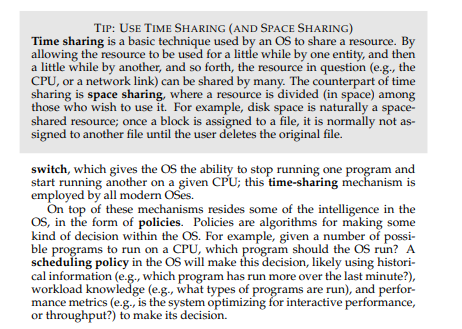 TIP: USE TIME SHARING (AND SPACE SHARING)
Time sharing is a basic technique used by an OS to share a resource. By
allowing the resource to be used for a little while by one entity, and then
a little while by another, and so forth, the resource in question (e.g., the
CPU, or a network link) can be shared by many. The counterpart of time
sharing is space sharing, where a resource is divided (in space) among
those who wish to use it. For example, disk space is naturally a space-
shared resource; once a block is assigned to a file, it is normally not as-
signed to another file until the user deletes the original file.
switch, which gives the OS the ability to stop running one program and
start running another on a given CPU; this time-sharing mechanism is
employed by all modern OSes.
On top of these mechanisms resides some of the intelligence in the
OS, in the form of policies. Policies are algorithms for making some
kind of decision within the OS. For example, given a number of possi-
ble programs to run on a CPU, which program should the OS run? A
scheduling policy in the OS will make this decision, likely using histori-
cal information (e.g., which program has run more over the last minute?),
workload knowledge (e.g., what types of programs are run), and perfor-
mance metrics (e.g., is the system optimizing for interactive performance,
or throughput?) to make its decision.